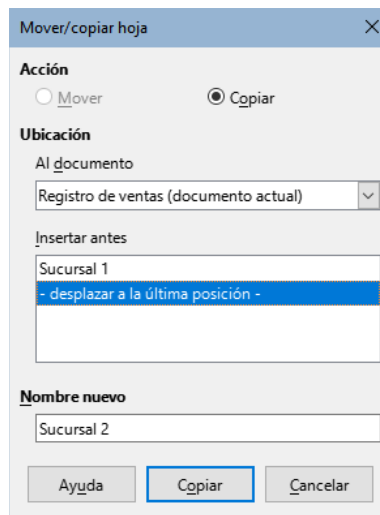 Mover/copiar hoja
Acción
Mover Copiar
Ubicación
Al documento
Registro de ventas (documento actual)
Insertar antes
Sucursal 1
- desplazar a la última posición -
Nombre nuevo
Sucursal 2
Ayuda Copiar Cancelar